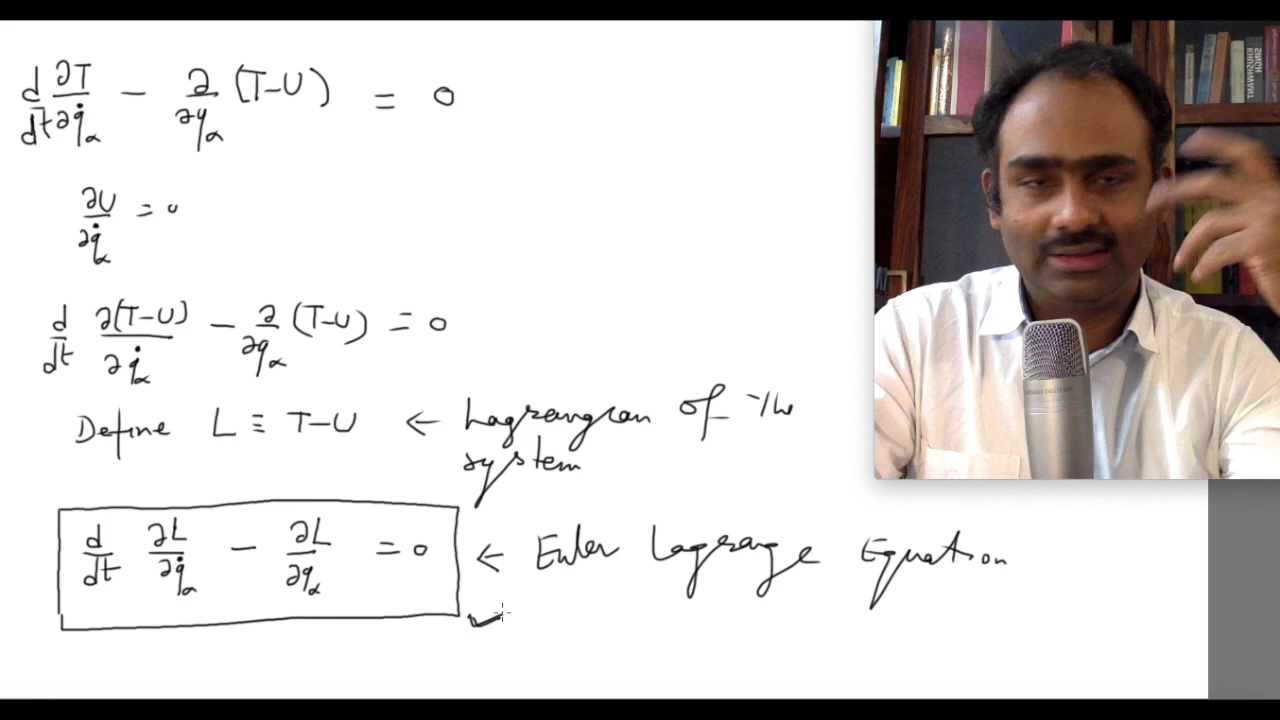 d/dt ∂T/∂q̇_α − ∂/∂q_α (T−U) = 0
∂U/∂q̇_α = 0
d/dt ∂(T−U)/∂q̇_α − ∂/∂q_α (T−U) = 0
Define L ≡ T−U ← Lagrangian of the
system
d/dt ∂L/∂q̇_α − ∂L/∂q_α = 0 ← Euler Lagrange Equation